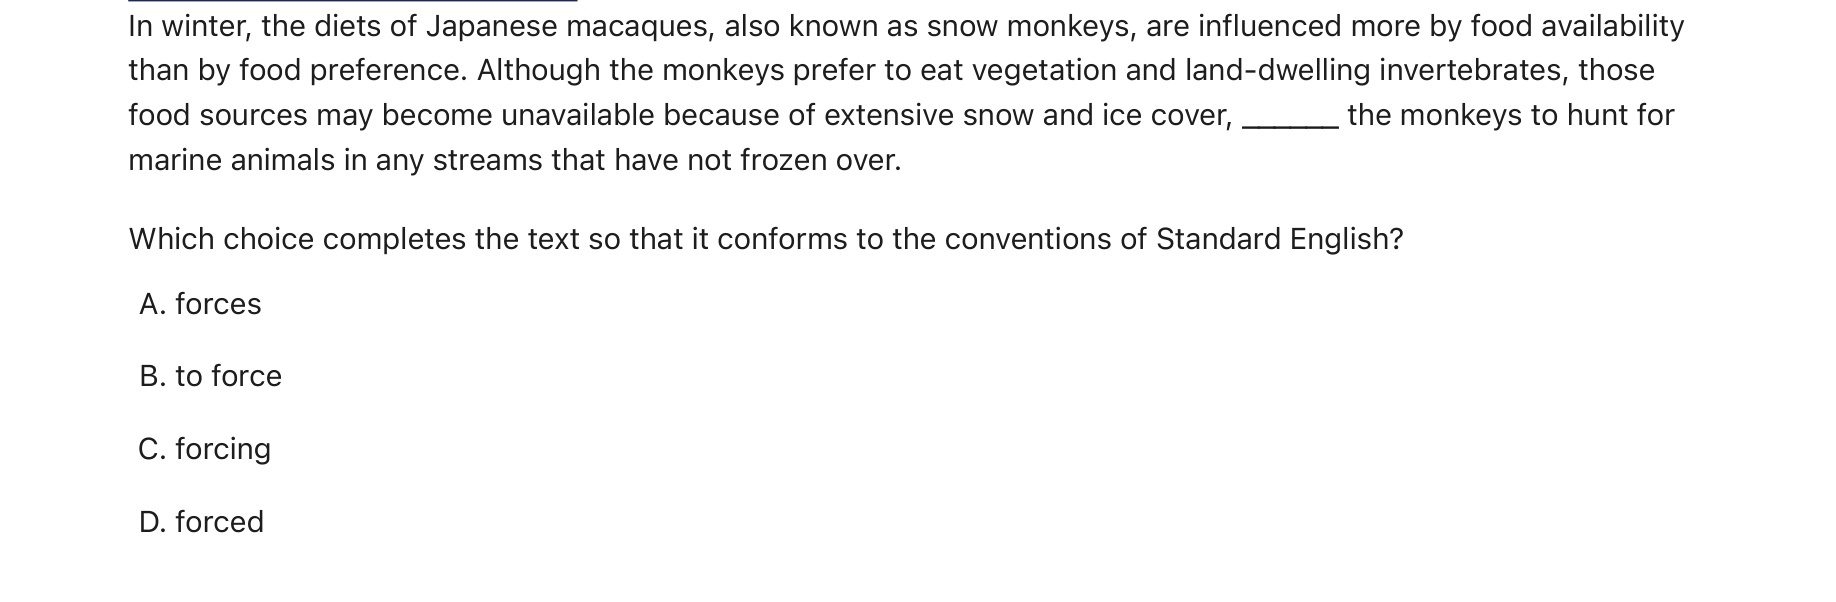 In winter, the diets of Japanese macaques, also known as snow monkeys, are influenced more by food availability
than by food preference. Although the monkeys prefer to eat vegetation and land-dwelling invertebrates, those
food sources may become unavailable because of extensive snow and ice cover, ______ the monkeys to hunt for
marine animals in any streams that have not frozen over.
Which choice completes the text so that it conforms to the conventions of Standard English?
A. forces
B. to force
C. forcing
D. forced